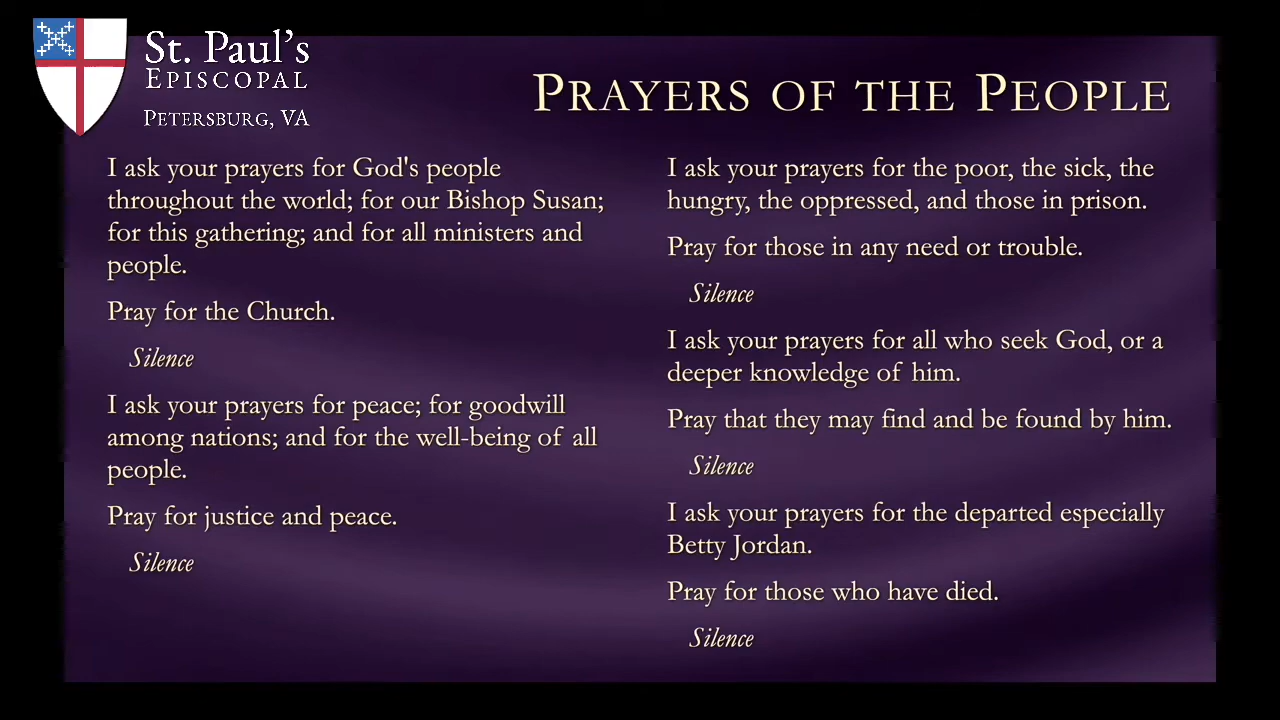 St. Paul's
Episcopal
Petersburg, VA
Prayers of the People
I ask your prayers for God's people
throughout the world; for our Bishop Susan;
for this gathering; and for all ministers and
people.
Pray for the Church.
Silence
I ask your prayers for peace; for goodwill
among nations; and for the well-being of all
people.
Pray for justice and peace.
Silence
I ask your prayers for the poor, the sick, the
hungry, the oppressed, and those in prison.
Pray for those in any need or trouble.
Silence
I ask your prayers for all who seek God, or a
deeper knowledge of him.
Pray that they may find and be found by him.
Silence
I ask your prayers for the departed especially
Betty Jordan.
Pray for those who have died.
Silence